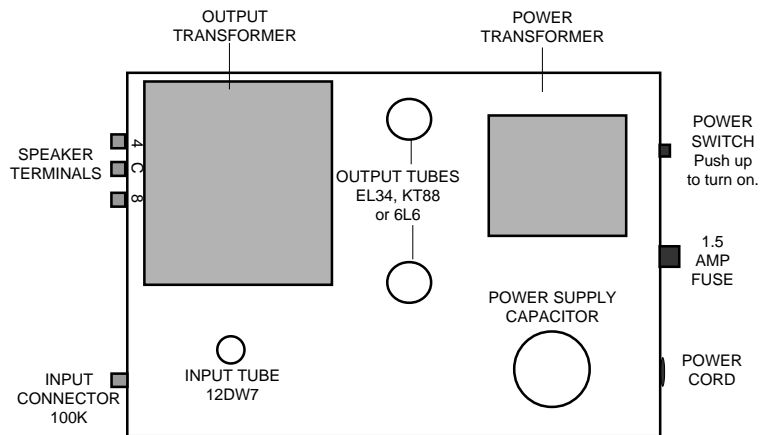 OUTPUT
TRANSFORMER
POWER
TRANSFORMER
SPEAKER
TERMINALS
4
C
8
OUTPUT TUBES
EL34, KT88
or 6L6
POWER
SWITCH
Push up
to turn on.
1.5
AMP
FUSE
POWER SUPPLY
CAPACITOR
INPUT
CONNECTOR
100K
INPUT TUBE
12DW7
POWER
CORD